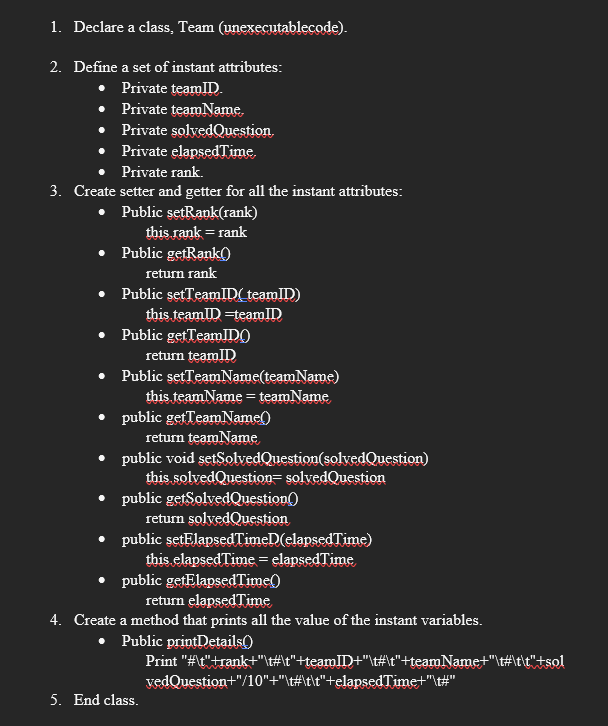 1. Declare a class, Team (unexecutablecode).
2. Define a set of instant attributes:
• Private teamID.
• Private teamName.
• Private solvedQuestion.
• Private elapsedTime.
• Private rank.
3. Create setter and getter for all the instant attributes:
• Public setRank(rank)
this.rank = rank
• Public getRank()
return rank
• Public setTeamID( teamID)
this.teamID =teamID
• Public getTeamID()
return teamID
• Public setTeamName(teamName)
this.teamName = teamName
• public getTeamName()
return teamName
• public void setSolvedQuestion(solvedQuestion)
this.solvedQuestion= solvedQuestion
• public getSolvedQuestion()
return solvedQuestion
• public setElapsedTimeD(elapsedTime)
this.elapsedTime = elapsedTime
• public getElapsedTime()
return elapsedTime
4. Create a method that prints all the value of the instant variables.
• Public printDetails()
Print "#\t"+rank+"\t#\t"+teamID+"\t#\t"+teamName+"\t#\t\t"+sol
vedQuestion+"/10"+"\t#\t\t"+elapsedTime+"\t#"
5. End class.